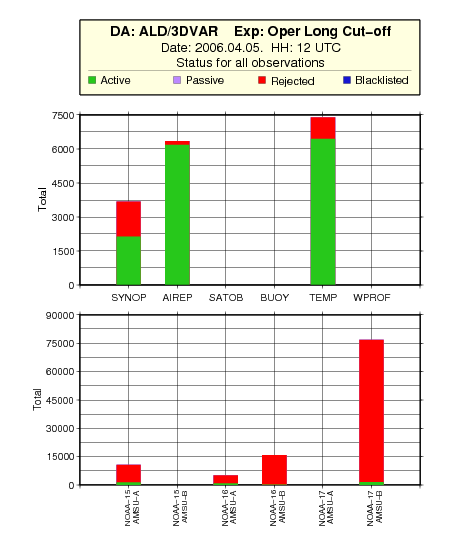 DA: ALD/3DVAR Exp: Oper Long Cut-off
Date: 2006.04.05. HH: 12 UTC
Status for all observations
Active Passive Rejected Blacklisted
7500
6000
4500
3000
1500
0
Total
SYNOP AIREP SATOB BUOY TEMP WPROF
90000
75000
60000
45000
30000
15000
0
Total
NOAA-15
AMSU-A
NOAA-15
AMSU-B
NOAA-16
AMSU-A
NOAA-16
AMSU-B
NOAA-17
AMSU-A
NOAA-17
AMSU-B